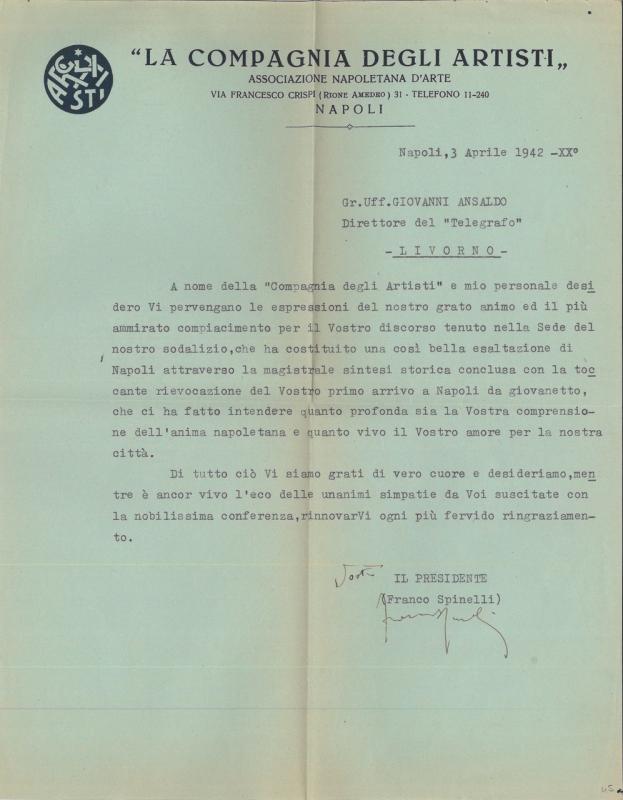 "LA COMPAGNIA DEGLI ARTISTI„
ASSOCIAZIONE NAPOLETANA D'ARTE
VIA FRANCESCO CRISPI (RIONE AMEDEO) 31 - TELEFONO 11-240
NAPOLI
Napoli,3 Aprile 1942 -XX°
Gr.Uff.GIOVANNI ANSALDO
Direttore del "Telegrafo"
-LIVORNO-
A nome della "Compagnia degli Artisti" e mio personale desi
dero Vi pervengano le espressioni del nostro grato animo ed il più
ammirato compiacimento per il Vostro discorso tenuto nella Sede del
nostro sodalizio,che ha costituito una così bella esaltazione di
Napoli attraverso la magistrale sintesi storica conclusa con la toc
cante rievocazione del Vostro primo arrivo a Napoli da giovanetto,
che ci ha fatto intendere quanto profonda sia la Vostra comprensio-
ne dell'anima napoletana e quanto vivo il Vostro amore per la nostra
città.
Di tutto ciò Vi siamo grati di vero cuore e desideriamo,men
tre è ancor vivo l'eco delle unanimi simpatie da Voi suscitate con
la nobilissima conferenza,rinnovarVi ogni più fervido ringraziamen-
to.
IL PRESIDENTE
(Franco Spinelli)